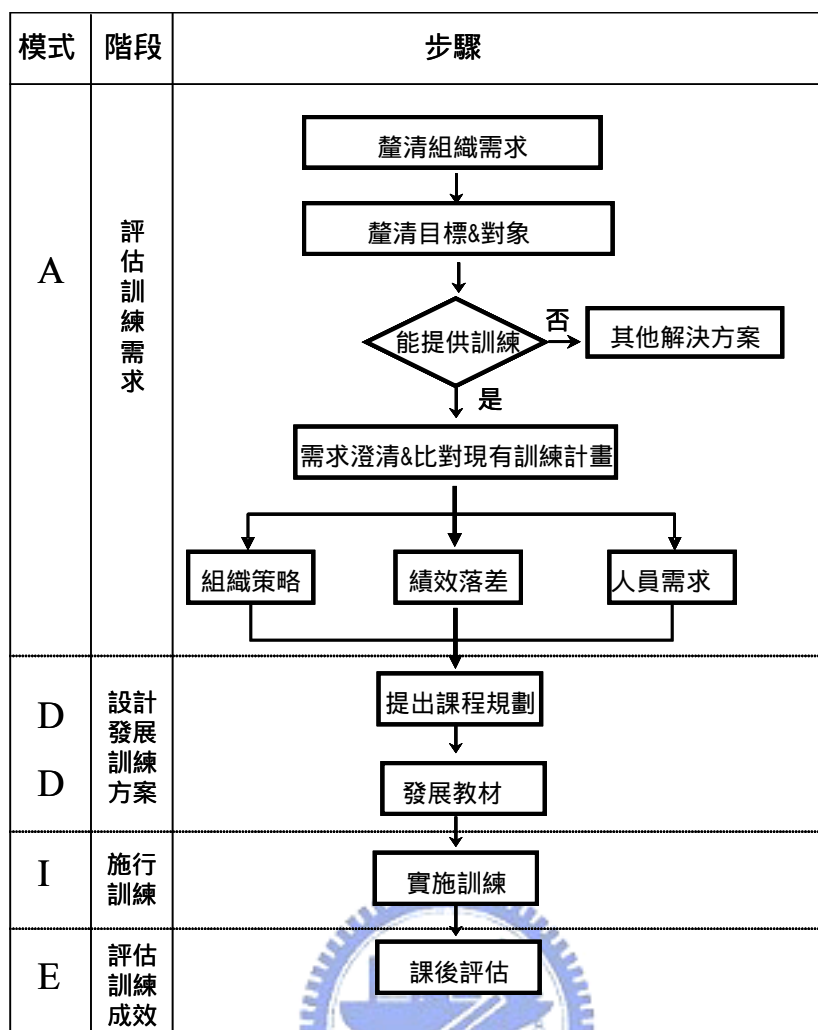 模式 階段 步驟
A
評估訓練需求
釐清組織需求
釐清目標&對象
能提供訓練
否
其他解決方案
是
需求澄清&比對現有訓練計畫
組織策略 績效落差 人員需求
D
D
設計
發展
訓練
方案
提出課程規劃
發展教材
I
施行
訓練
實施訓練
E
評估
訓練
成效
課後評估